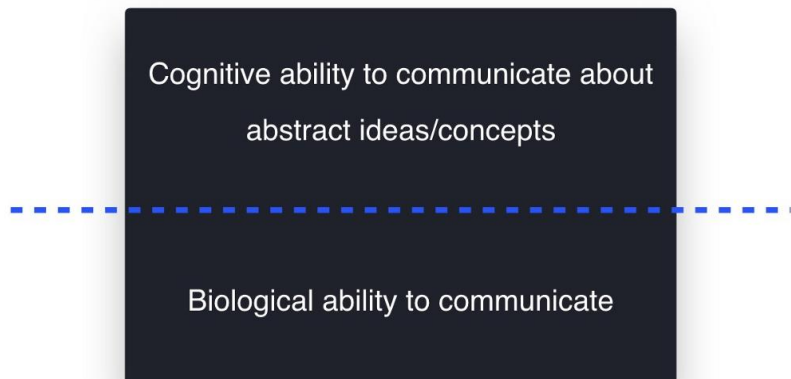 Cognitive ability to communicate about
abstract ideas/concepts
Biological ability to communicate